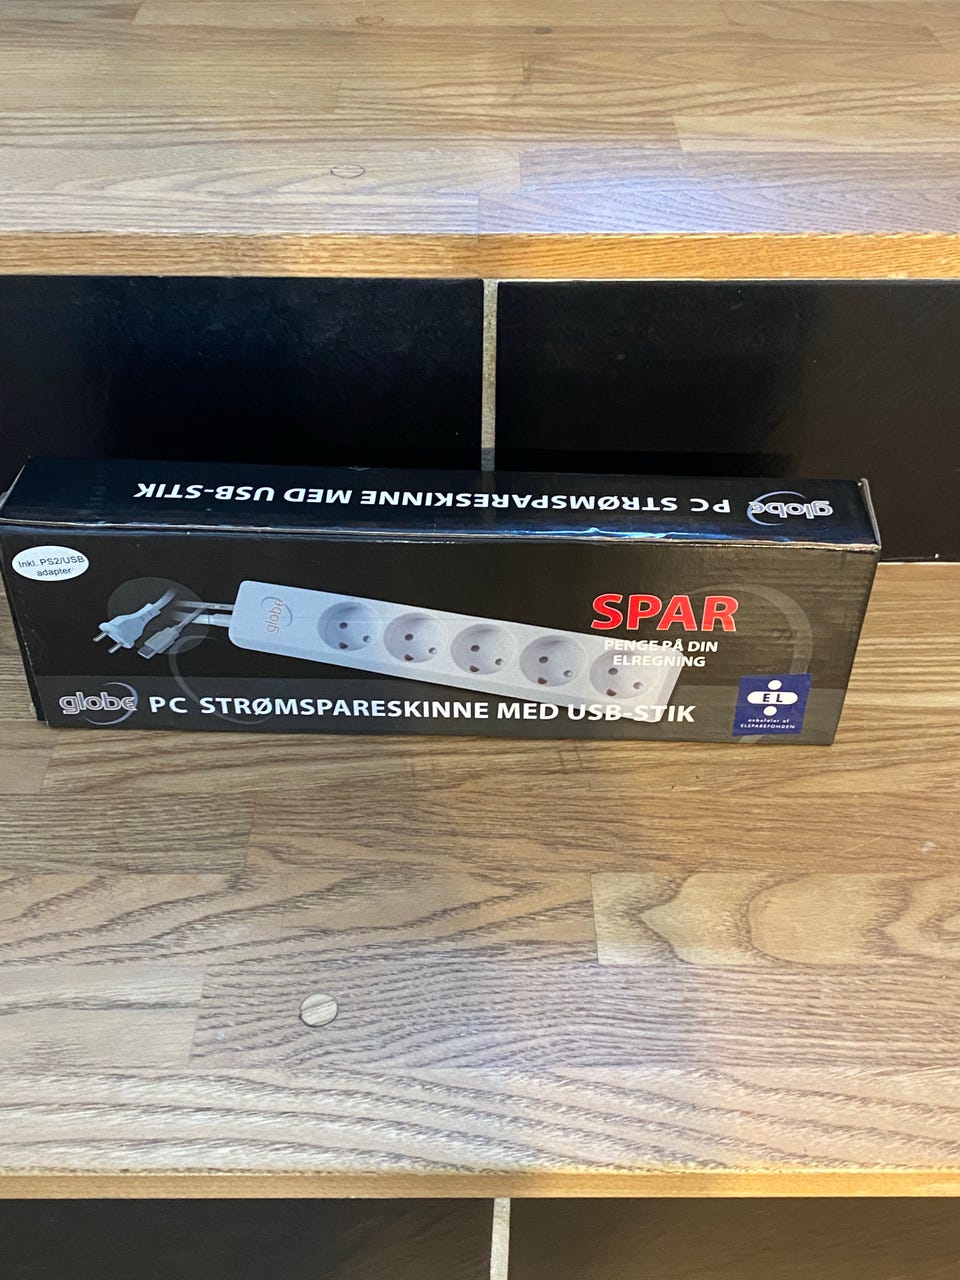 PC STRØMSPARESKINNE MED USB-STIK
globe
Inkl. PS2/USB
adapter
globe
SPAR
PENGE PÅ DIN
ELREGNING
globe
PC STRØMSPARESKINNE MED USB-STIK
EL
anbefaler af
ELSPAREFONDEN